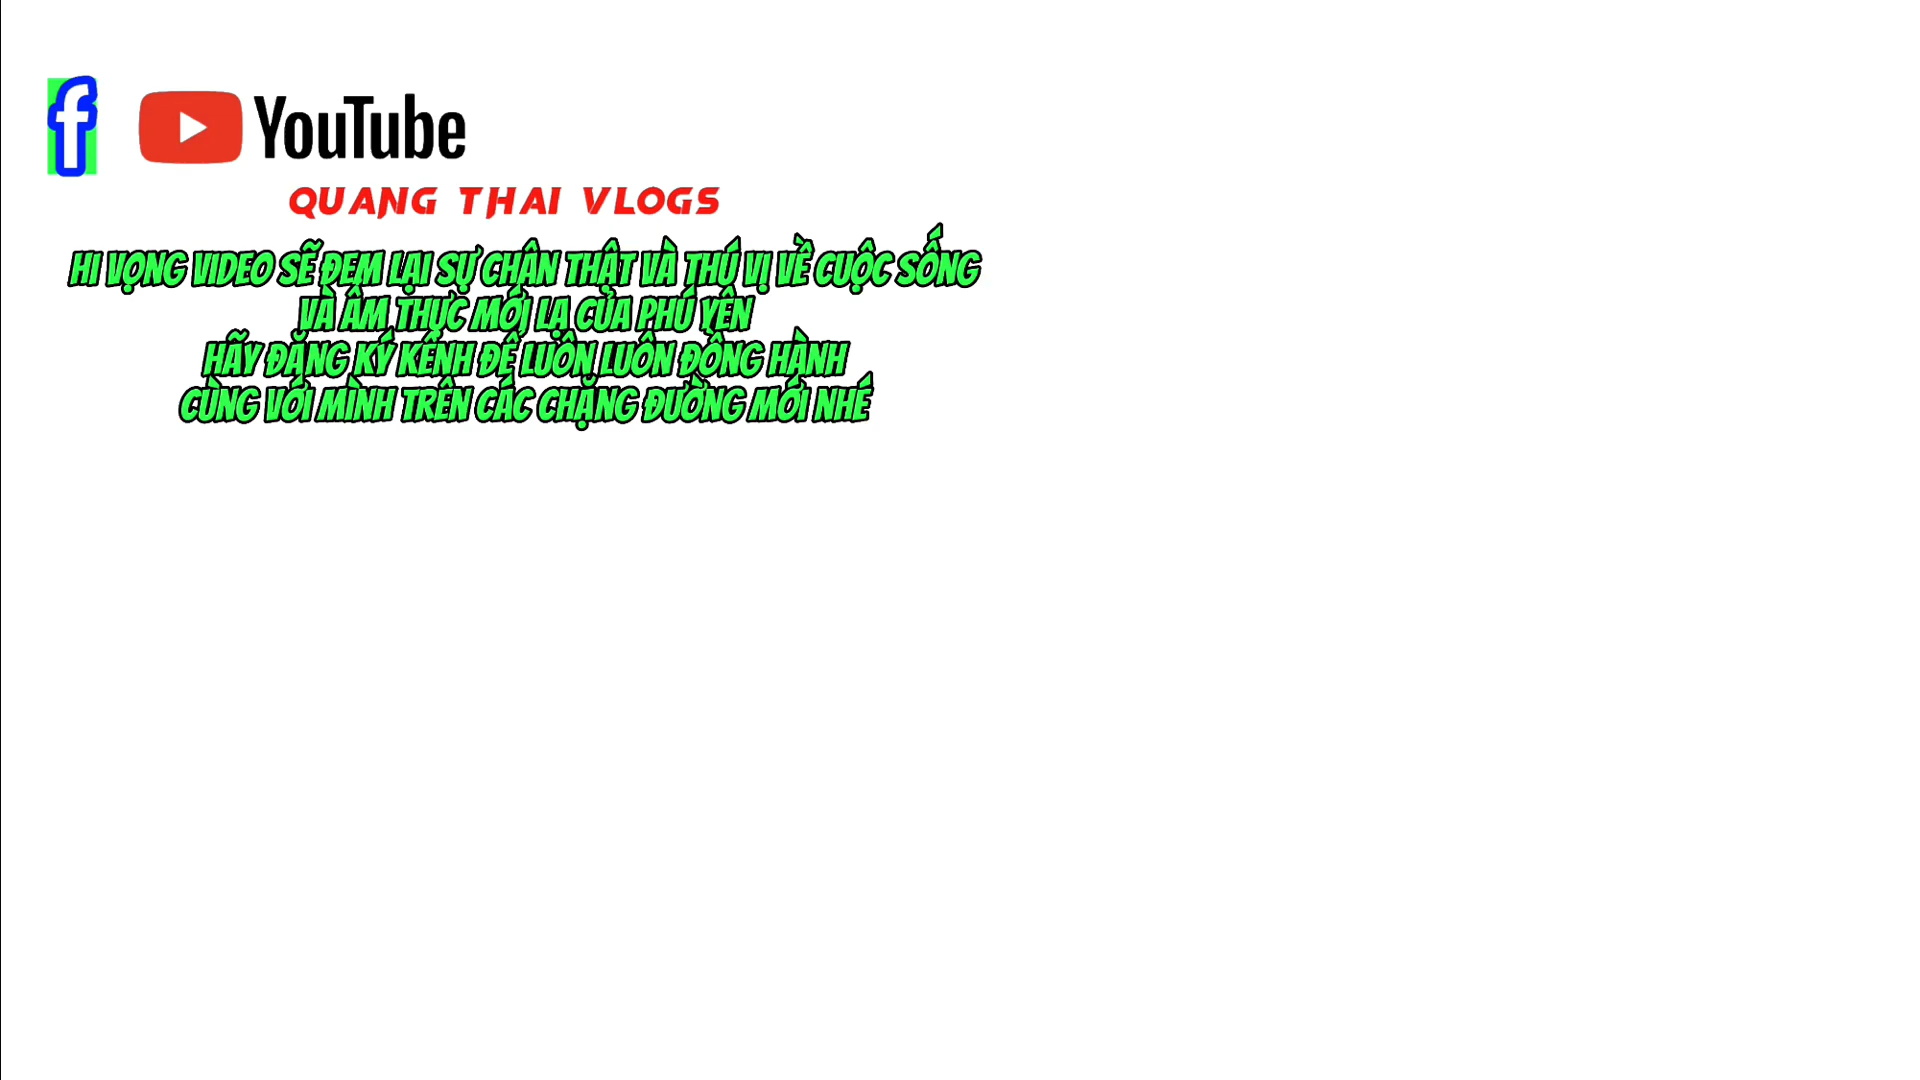 f YouTube
QUANG THAI VLOGS
HI VỌNG VIDEO SẼ ĐEM LẠI SỰ CHÂN THẬT VÀ THÚ VỊ VỀ CUỘC SỐNG
VÀ ẨM THỰC MỚI LẠ CỦA PHÚ YÊN
HÃY ĐĂNG KÝ KÊNH ĐỂ LUÔN LUÔN ĐỒNG HÀNH
CÙNG VỚI MÌNH TRÊN CÁC CHẶNG ĐƯỜNG MỚI NHÉ